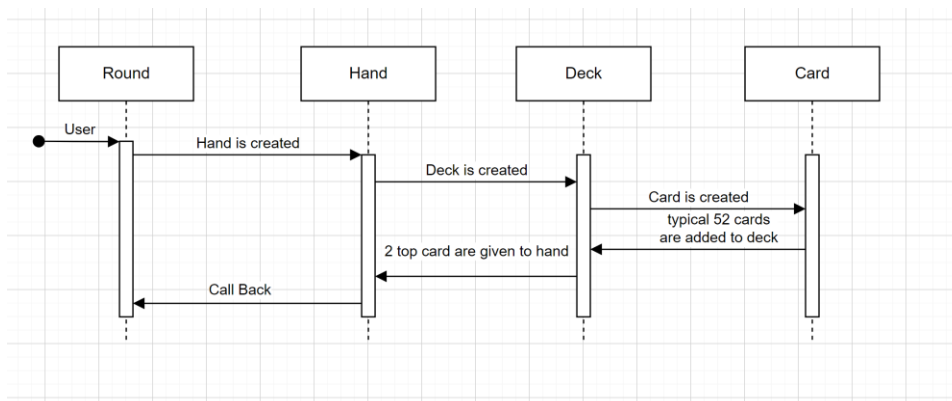 Round
Hand
Deck
Card
User
Hand is created
Deck is created
Card is created
typical 52 cards
are added to deck
2 top card are given to hand
Call Back